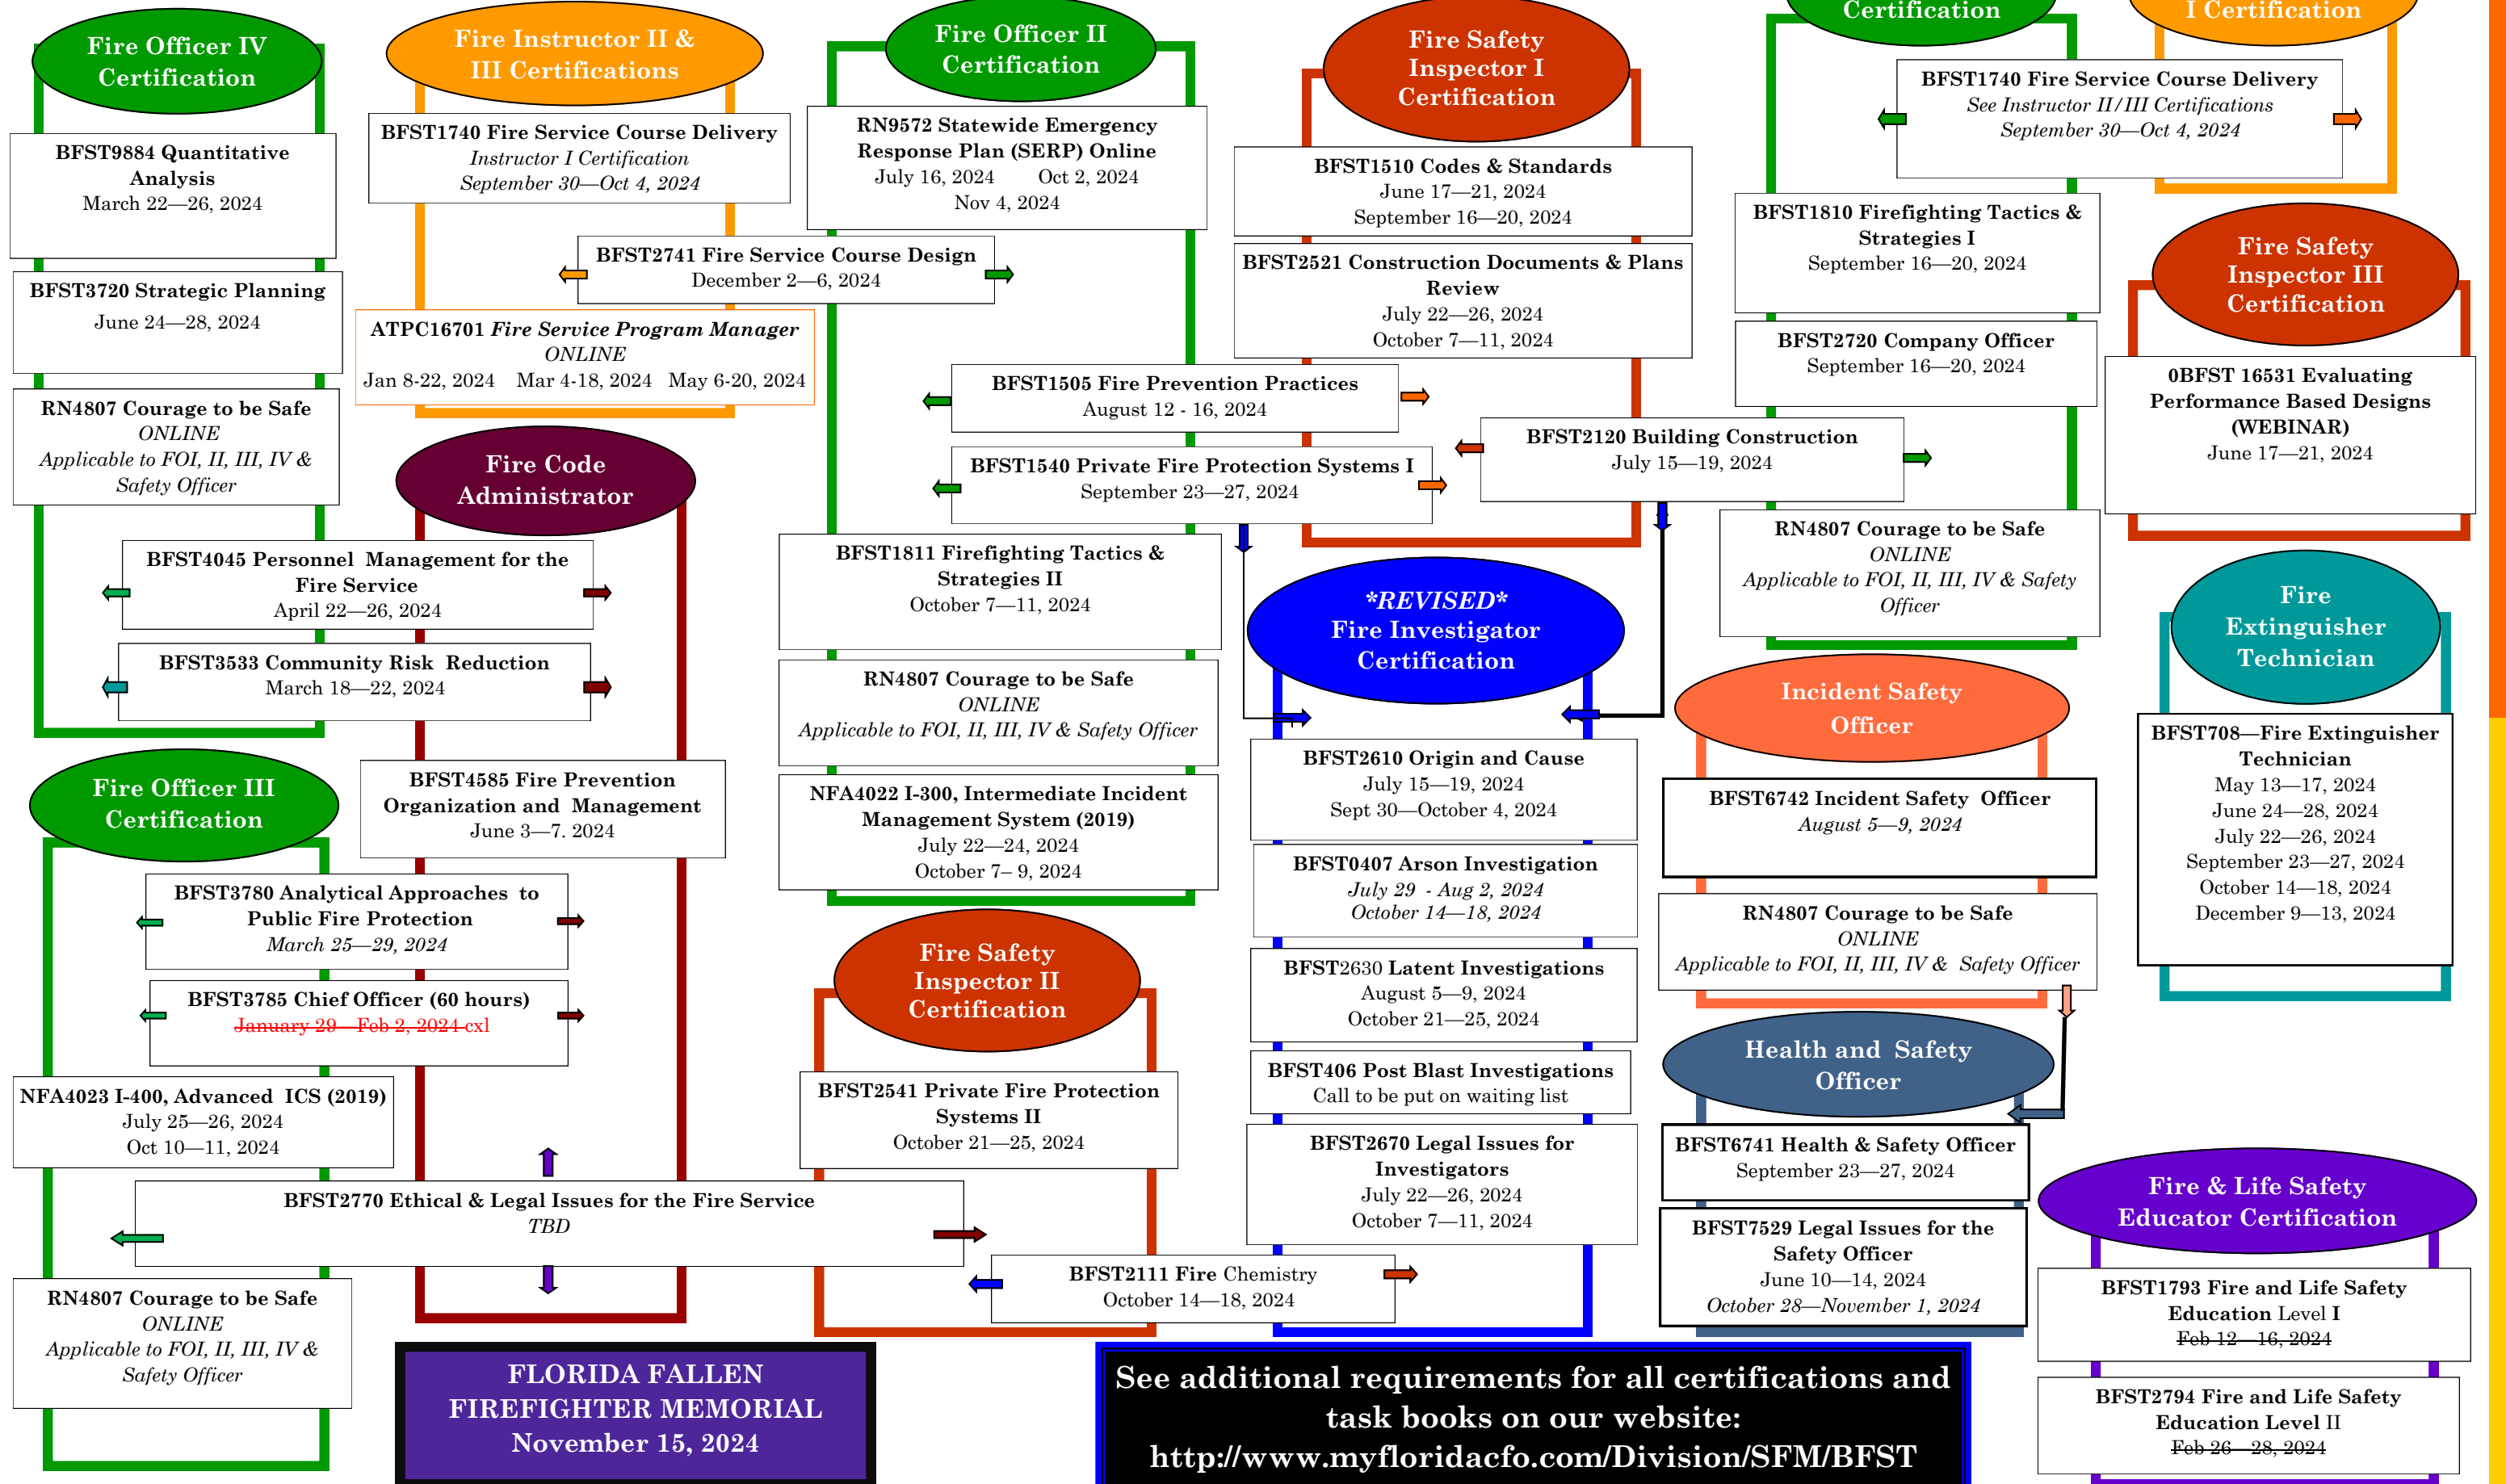 Fire Officer IV
Certification
BFST9884 Quantitative
Analysis
March 22—26, 2024
BFST3720 Strategic Planning
June 24—28, 2024
RN4807 Courage to be Safe
ONLINE
Applicable to FOI, II, III, IV &
Safety Officer
BFST4045 Personnel  Management for the
Fire Service
April 22—26, 2024
BFST3533 Community Risk  Reduction
March 18—22, 2024
Fire Officer III
Certification
BFST3780 Analytical Approaches  to
Public Fire Protection
March 25—29, 2024
BFST3785 Chief Officer (60 hours)
January 29—Feb 2, 2024 cxl
NFA4023 I-400, Advanced  ICS (2019)
July 25—26, 2024
Oct 10—11, 2024
BFST2770 Ethical & Legal Issues for the Fire Service
TBD
RN4807 Courage to be Safe
ONLINE
Applicable to FOI, II, III, IV &
Safety Officer
Fire Instructor II &
III Certifications
BFST1740 Fire Service Course Delivery
Instructor I Certification
September 30—Oct 4, 2024
BFST2741 Fire Service Course Design
December 2—6, 2024
ATPC16701 Fire Service Program Manager
ONLINE
Jan 8-22, 2024    Mar 4-18, 2024   May 6-20, 2024
Fire Code
Administrator
BFST4585 Fire Prevention
Organization and  Management
June 3—7. 2024
FLORIDA FALLEN
FIREFIGHTER MEMORIAL
November 15, 2024
Fire Officer II
Certification
RN9572 Statewide Emergency
Response Plan (SERP) Online
July 16, 2024        Oct 2, 2024
Nov 4, 2024
BFST1505 Fire Prevention Practices
August 12 - 16, 2024
BFST1540 Private Fire Protection Systems I
September 23—27, 2024
BFST1811 Firefighting Tactics &
Strategies II
October 7—11, 2024
RN4807 Courage to be Safe
ONLINE
Applicable to FOI, II, III, IV & Safety Officer
NFA4022 I-300, Intermediate Incident
Management System (2019)
July 22—24, 2024
October 7– 9, 2024
Fire Safety
Inspector II
Certification
BFST2541 Private Fire Protection
Systems II
October 21—25, 2024
BFST2111 Fire Chemistry
October 14—18, 2024
Fire Safety
Inspector I
Certification
BFST1510 Codes & Standards
June 17—21, 2024
September 16—20, 2024
BFST2521 Construction Documents & Plans
Review
July 22—26, 2024
October 7—11, 2024
BFST2120 Building Construction
July 15—19, 2024
*REVISED*
Fire Investigator
Certification
BFST2610 Origin and Cause
July 15—19, 2024
Sept 30—October 4, 2024
BFST0407 Arson Investigation
July 29  - Aug 2, 2024
October 14—18, 2024
BFST2630 Latent Investigations
August 5—9, 2024
October 21—25, 2024
BFST406 Post Blast Investigations
Call to be put on waiting list
BFST2670 Legal Issues for
Investigators
July 22—26, 2024
October 7—11, 2024
See additional requirements for all certifications and
task books on our website:
http://www.myfloridacfo.com/Division/SFM/BFST
Certification
I Certification
BFST1740 Fire Service Course Delivery
See Instructor II/III Certifications
September 30—Oct 4, 2024
BFST1810 Firefighting Tactics &
Strategies I
September 16—20, 2024
BFST2720 Company Officer
September 16—20, 2024
RN4807 Courage to be Safe
ONLINE
Applicable to FOI, II, III, IV & Safety
Officer
Incident Safety
Officer
BFST6742 Incident Safety  Officer
August 5—9, 2024
RN4807 Courage to be Safe
ONLINE
Applicable to FOI, II, III, IV &  Safety Officer
Health and  Safety
Officer
BFST6741 Health & Safety Officer
September 23—27, 2024
BFST7529 Legal Issues for the
Safety Officer
June 10—14, 2024
October 28—November 1, 2024
Fire Safety
Inspector III
Certification
0BFST 16531 Evaluating
Performance Based Designs
(WEBINAR)
June 17—21, 2024
Fire
Extinguisher
Technician
BFST708—Fire Extinguisher
Technician
May 13—17, 2024
June 24—28, 2024
July 22—26, 2024
September 23—27, 2024
October 14—18, 2024
December 9—13, 2024
Fire & Life Safety
Educator Certification
BFST1793 Fire and Life Safety
Education Level I
Feb 12—16, 2024
BFST2794 Fire and Life Safety
Education Level II
Feb 26—28, 2024